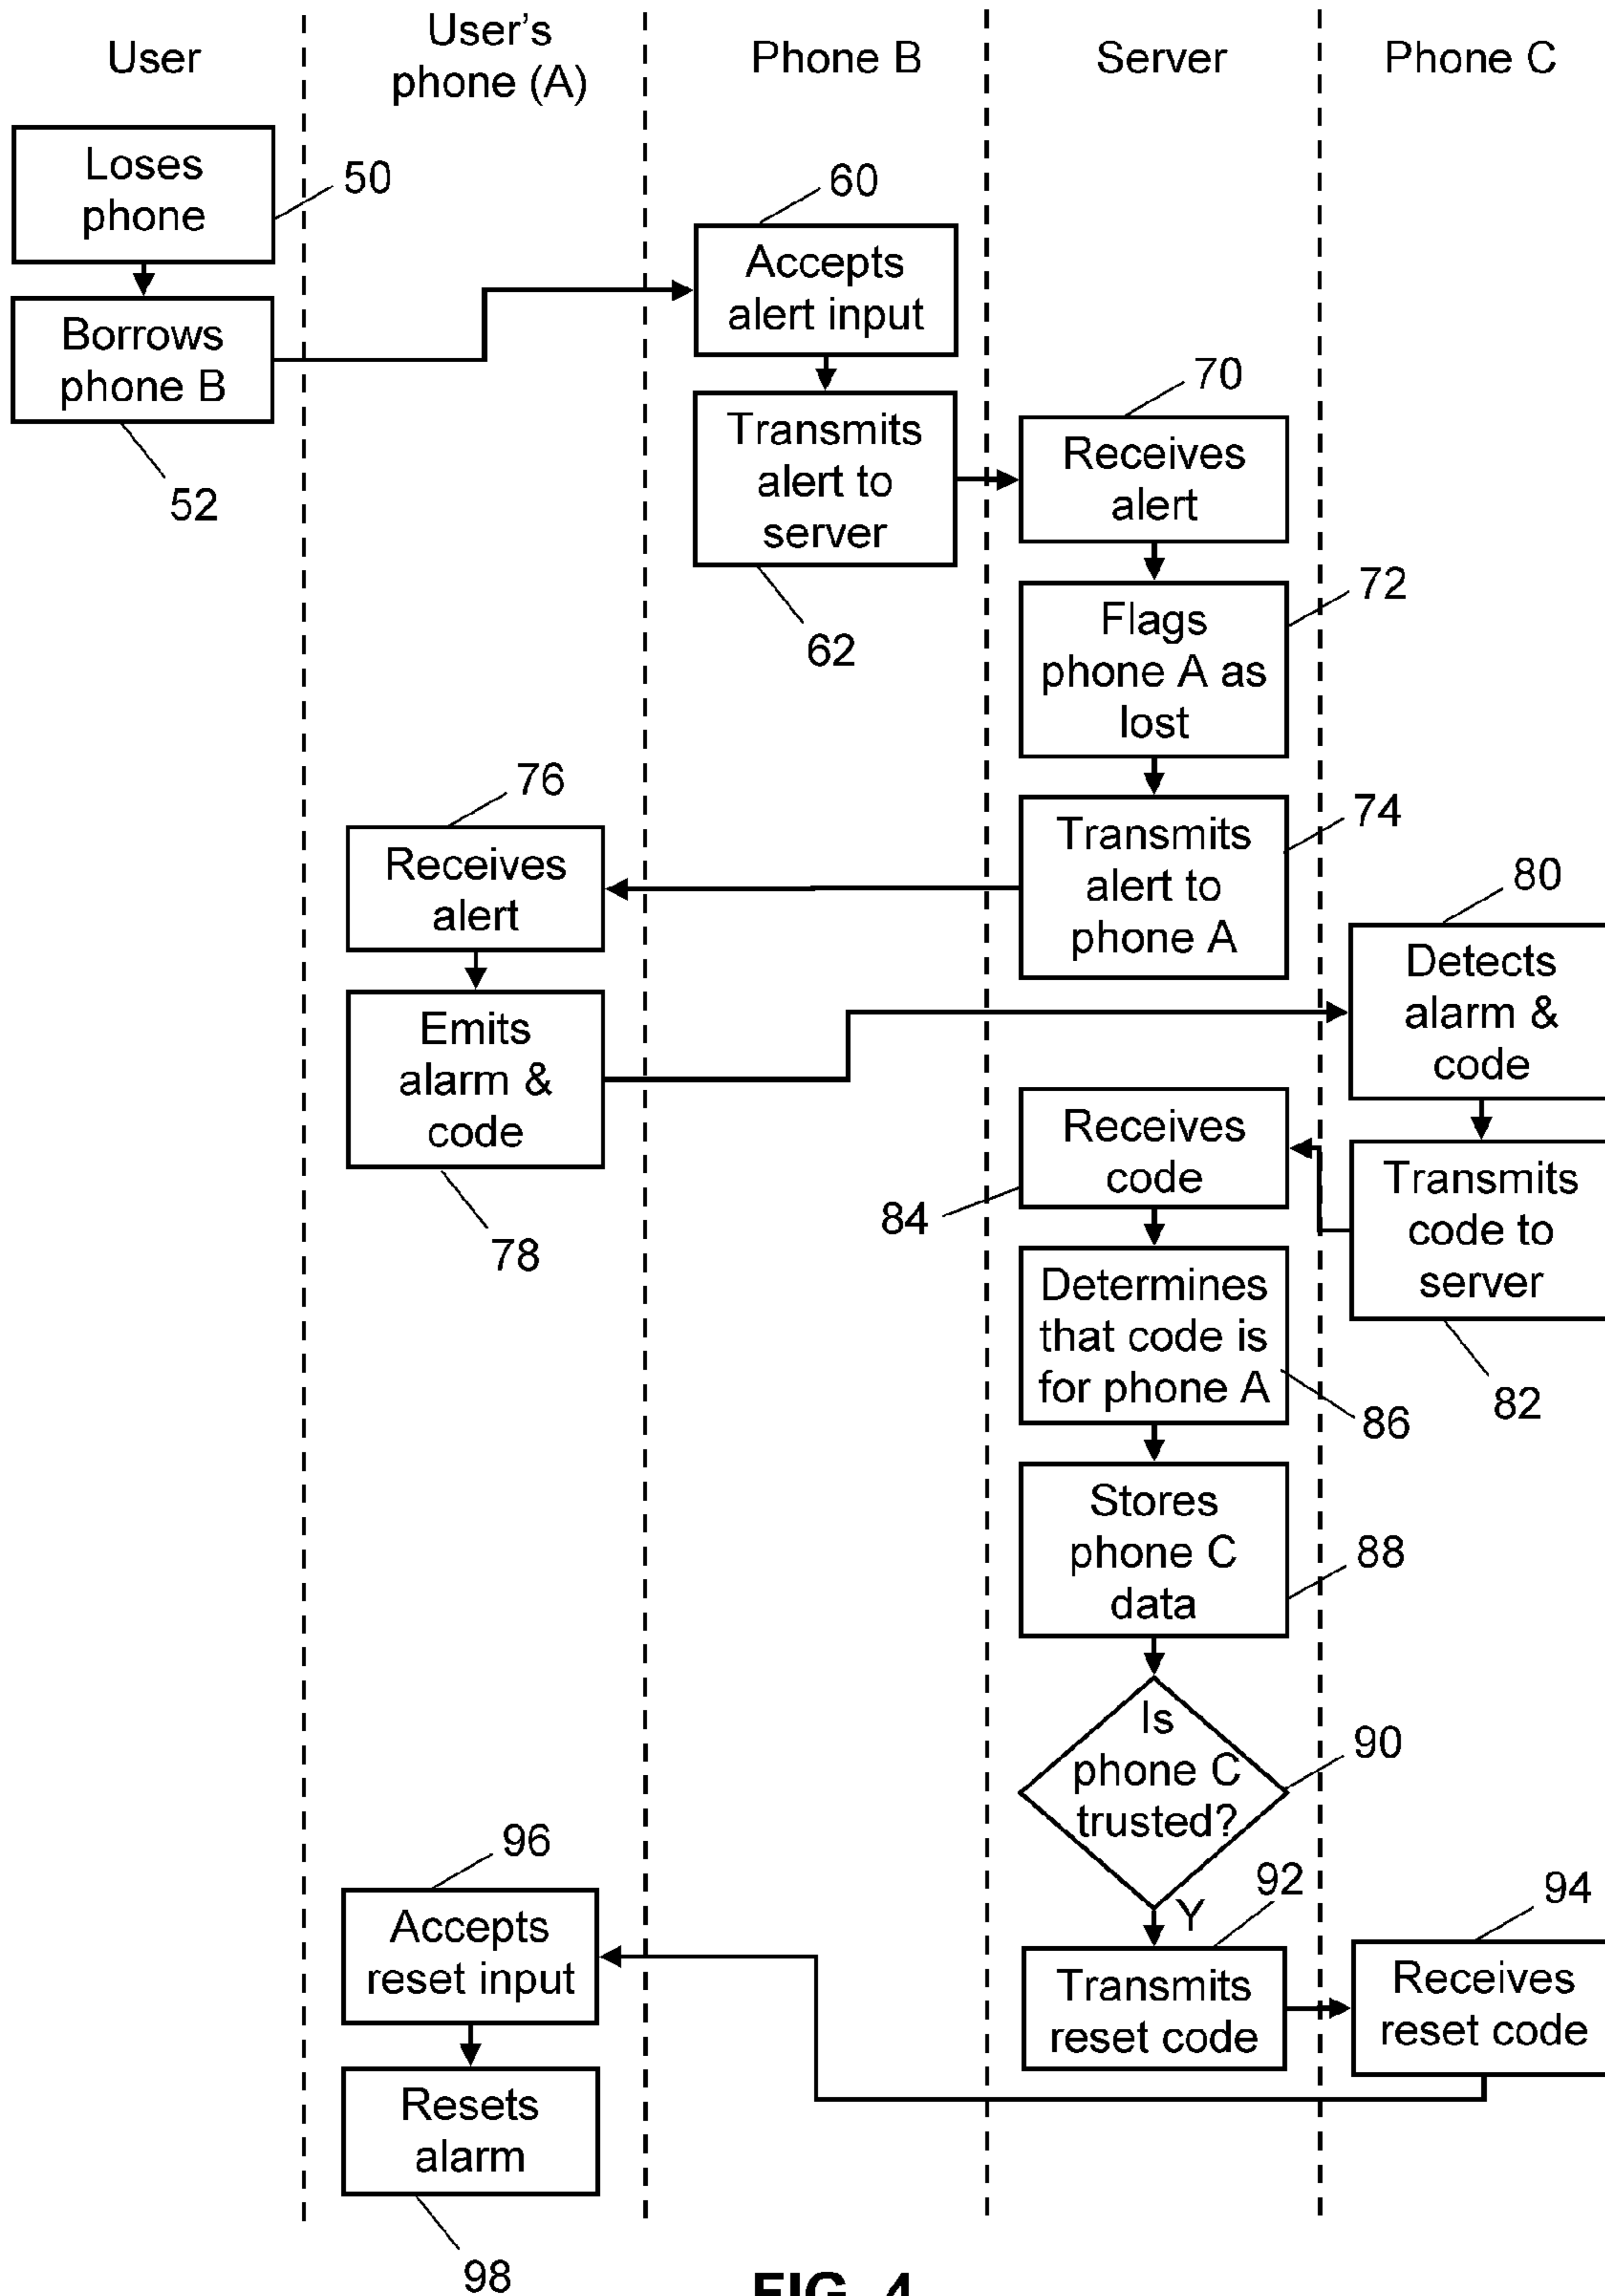 User
User's
phone (A)
Phone B
Server
Phone C
Loses
phone
50
Borrows
phone B
52
60
Accepts
alert input
Transmits
alert to
server
62
70
Receives
alert
72
Flags
phone A as
lost
74
Transmits
alert to
phone A
76
Receives
alert
Emits
alarm &
code
78
80
Detects
alarm &
code
Transmits
code to
server
82
Receives
code
84
Determines
that code is
for phone A
86
Stores
phone C
data
88
Is
phone C
trusted?
90
Y
92
Transmits
reset code
94
Receives
reset code
96
Accepts
reset input
Resets
alarm
98
FIG. 4